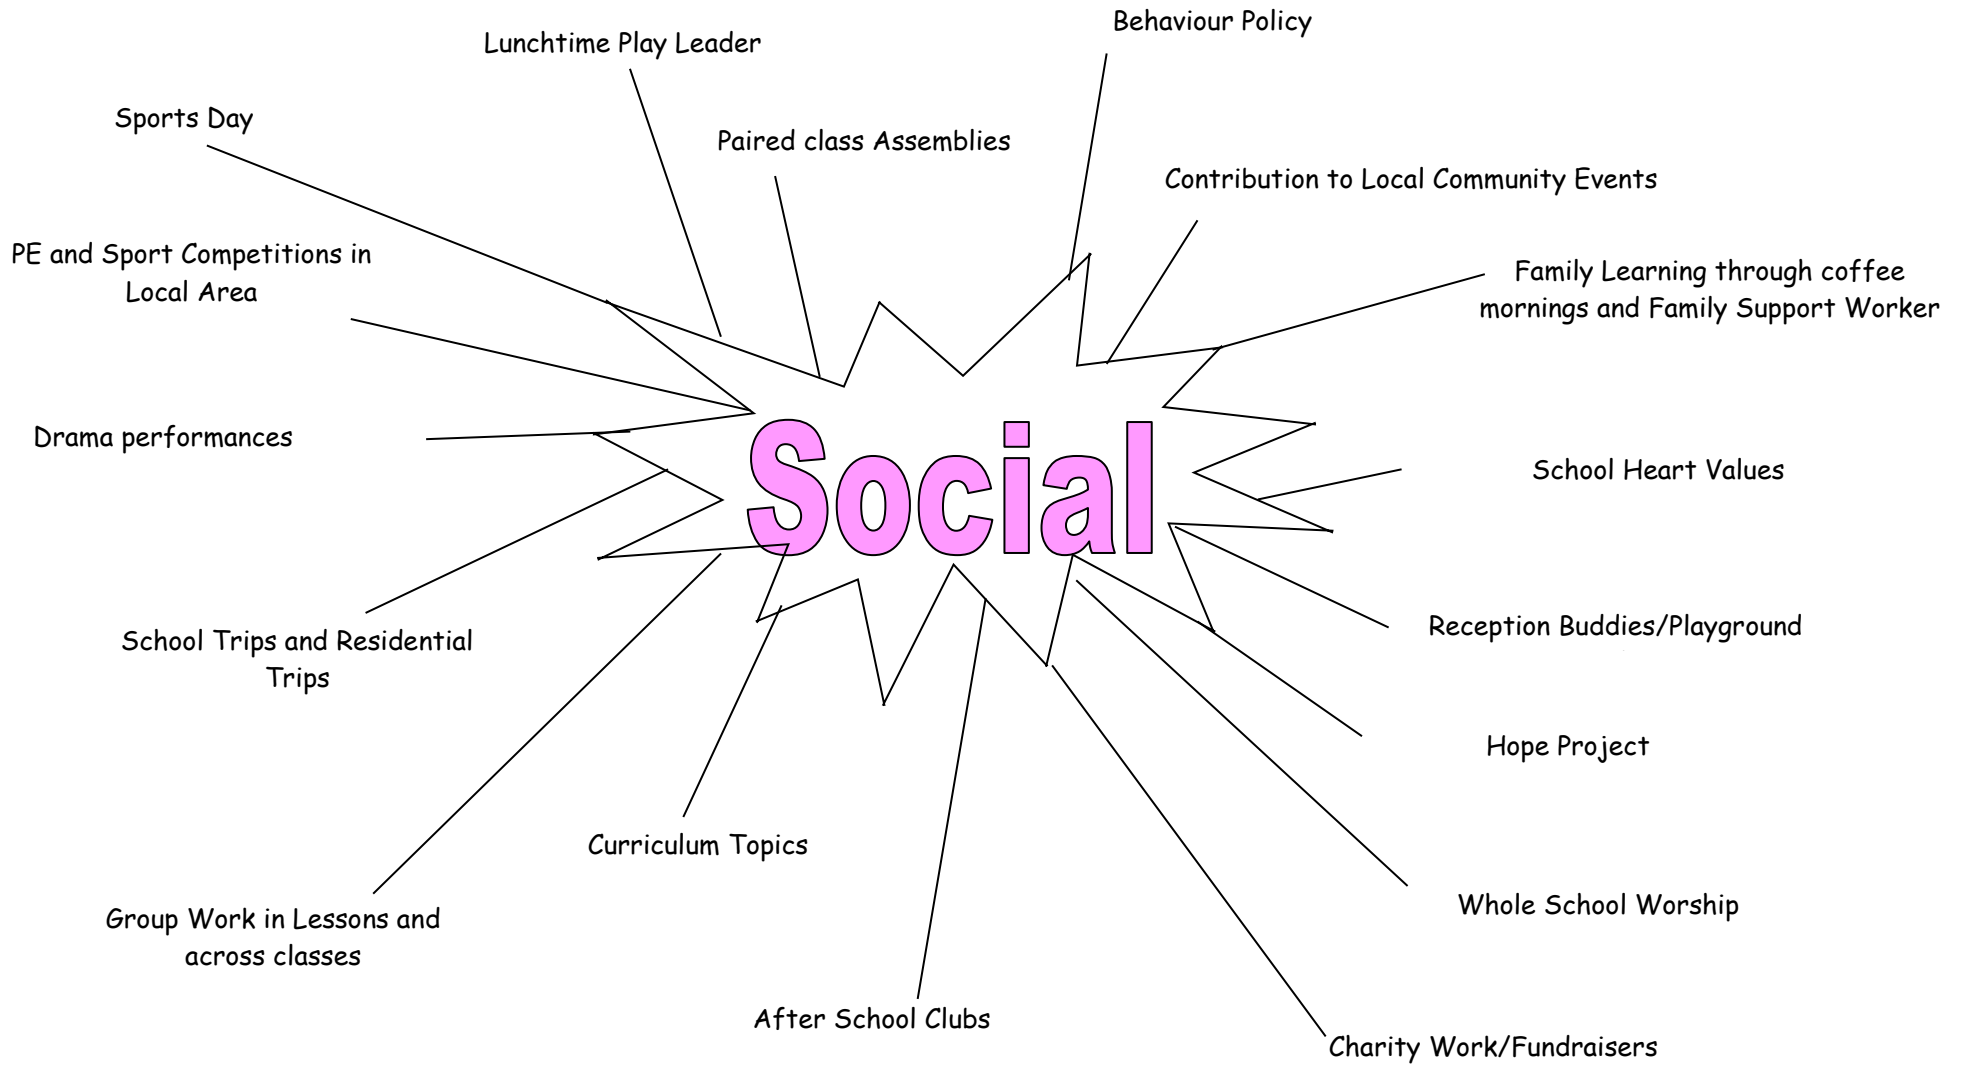 Behaviour Policy
Lunchtime Play Leader
Sports Day
Paired class Assemblies
Contribution to Local Community Events
PE and Sport Competitions in
Local Area
Family Learning through coffee
mornings and Family Support Worker
Drama performances
Social
School Heart Values
School Trips and Residential
Trips
Reception Buddies/Playground
Hope Project
Curriculum Topics
Group Work in Lessons and
across classes
Whole School Worship
After School Clubs
Charity Work/Fundraisers